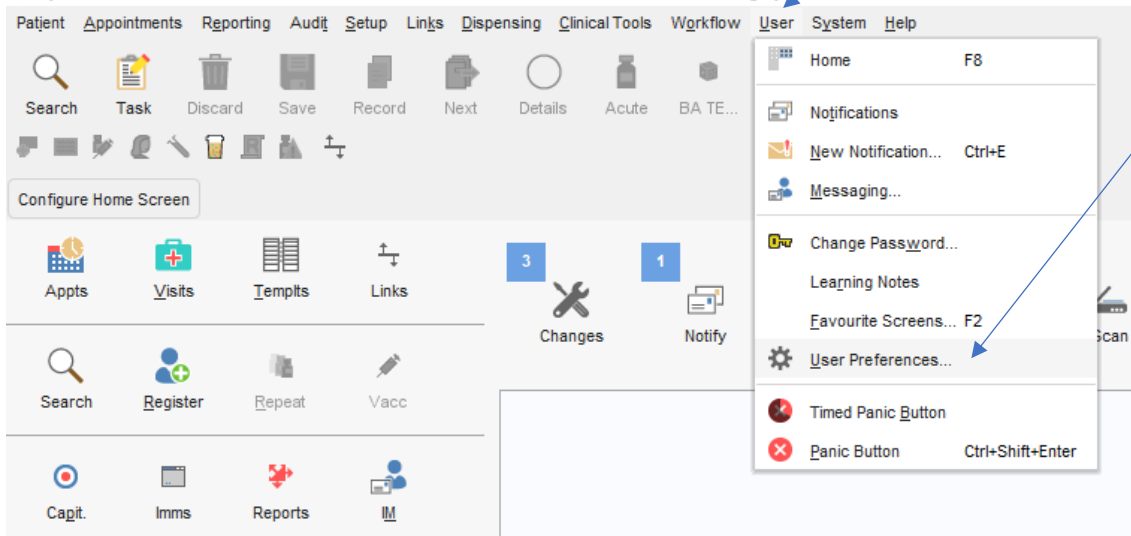 Patient Appointments Reporting Audit Setup Links Dispensing Clinical Tools Workflow User System Help
Search Task Discard Save Record Next Details Acute BA TE...
Configure Home Screen
Appts Visits Templts Links
Search Register Repeat Vacc
Capit. Imms Reports IM
3 1
Changes Notify
Home F8
Notifications
New Notification... Ctrl+E
Messaging...
Change Password...
Learning Notes
Favourite Screens... F2
User Preferences...
Timed Panic Button
Panic Button Ctrl+Shift+Enter
Scan